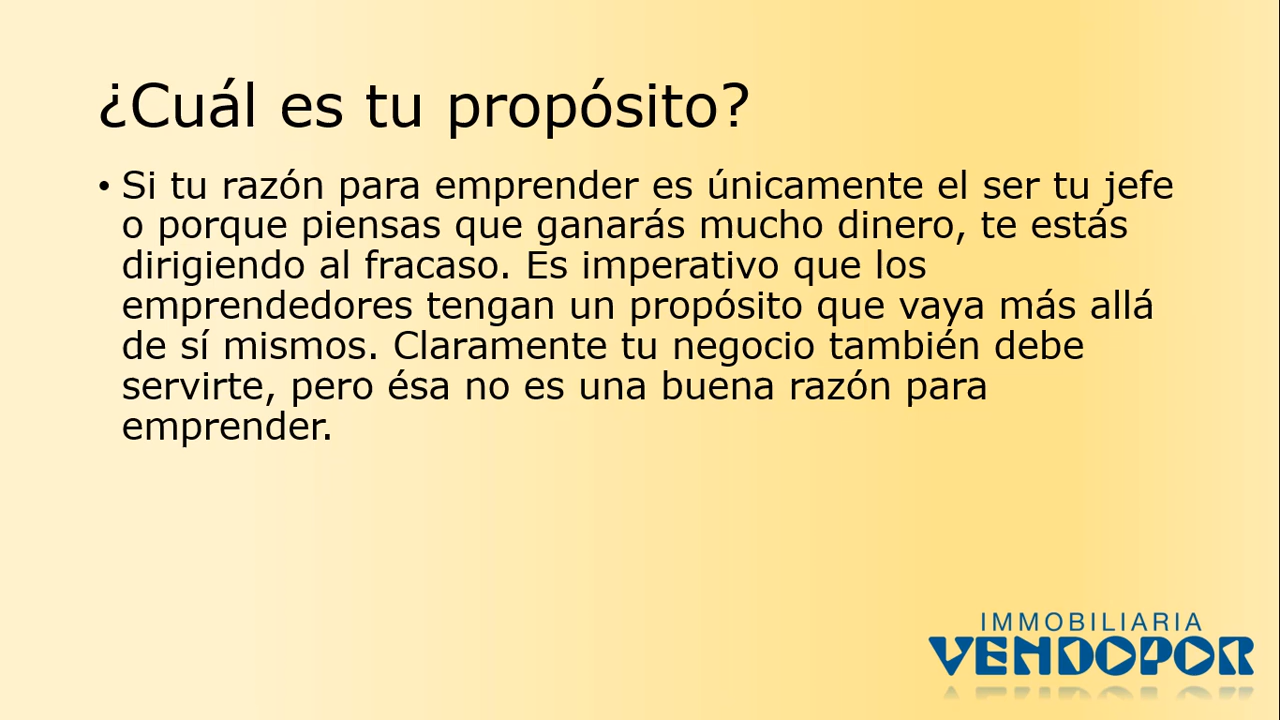 ¿Cuál es tu propósito?
• Si tu razón para emprender es únicamente el ser tu jefe
o porque piensas que ganarás mucho dinero, te estás
dirigiendo al fracaso. Es imperativo que los
emprendedores tengan un propósito que vaya más allá
de sí mismos. Claramente tu negocio también debe
servirte, pero ésa no es una buena razón para
emprender.
IMMOBILIARIA
VENDOPOR